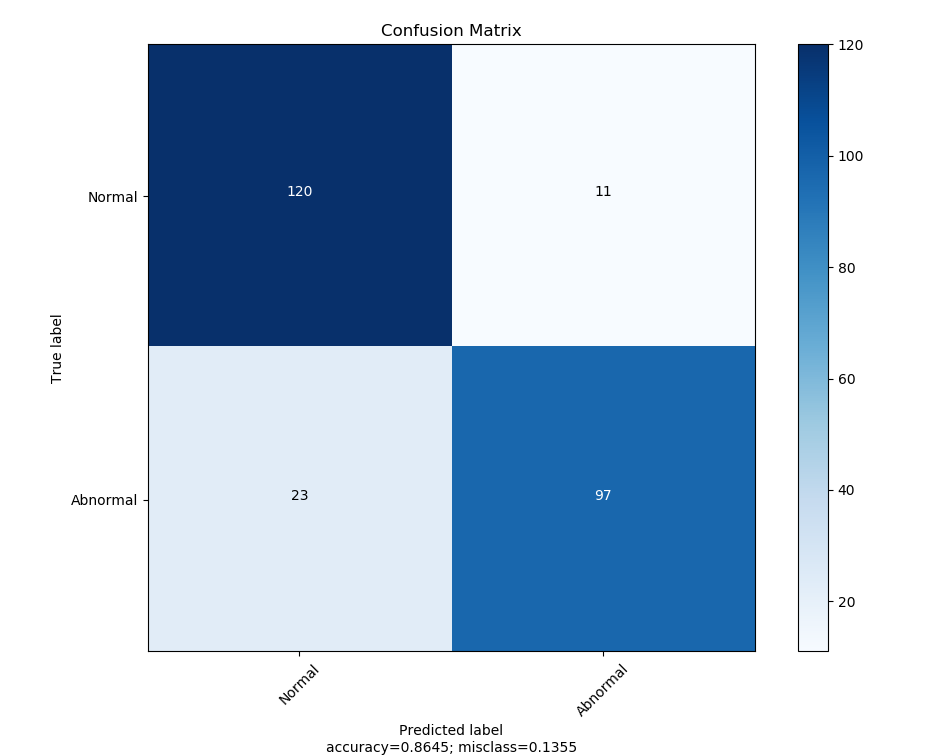 Confusion Matrix
120
100
80
60
40
20
Normal
120
11
True label
Abnormal
23
97
Normal
Abnormal
Predicted label
accuracy=0.8645; misclass=0.1355